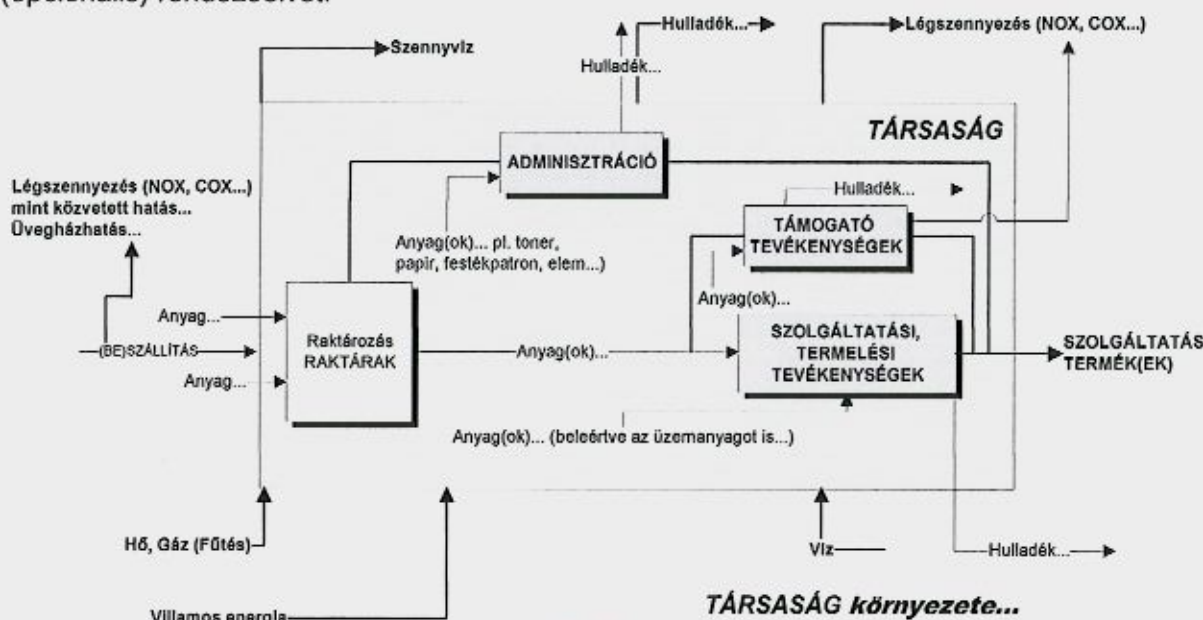 (opcionális) rendezőelvet.
Szennyvíz
Hulladék...
Hulladék...
Légszennyezés (NOX, COX...)
TÁRSASÁG
ADMINISZTRÁCIÓ
Légszennyezés (NOX, COX...)
mint közvetett hatás...
Üvegházhatás...
Hulladék...
TÁMOGATÓ
TEVÉKENYSÉGEK
Anyag(ok)... pl. toner,
papír, festékpatron, elem...)
Anyag(ok)...
Anyag...
(BE)SZÁLLÍTÁS
Anyag...
Raktározás
RAKTÁRAK
Anyag(ok)...
SZOLGÁLTATÁSI,
TERMELÉSI
TEVÉKENYSÉGEK
SZOLGÁLTATÁS
TERMÉK(EK)
Anyag(ok)... (beleértve az üzemanyagot is...)
Hő, Gáz (Fűtés)
Víz
Hulladék...
Villamos energia
TÁRSASÁG környezete...